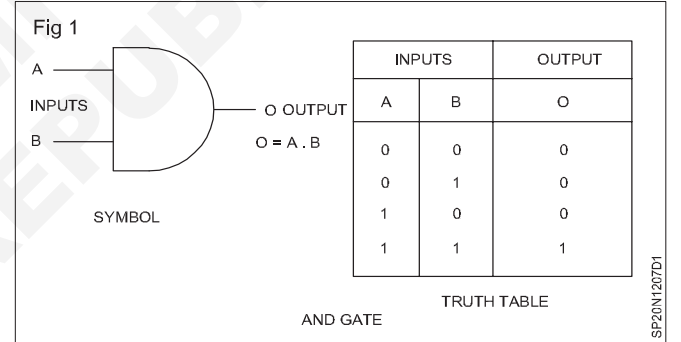 Fig 1
A
INPUTS
B
O OUTPUT
O = A . B
SYMBOL
INPUTS OUTPUT
A B O
0 0 0
0 1 0
1 0 0
1 1 1
TRUTH TABLE
AND GATE
SP20N1207D1